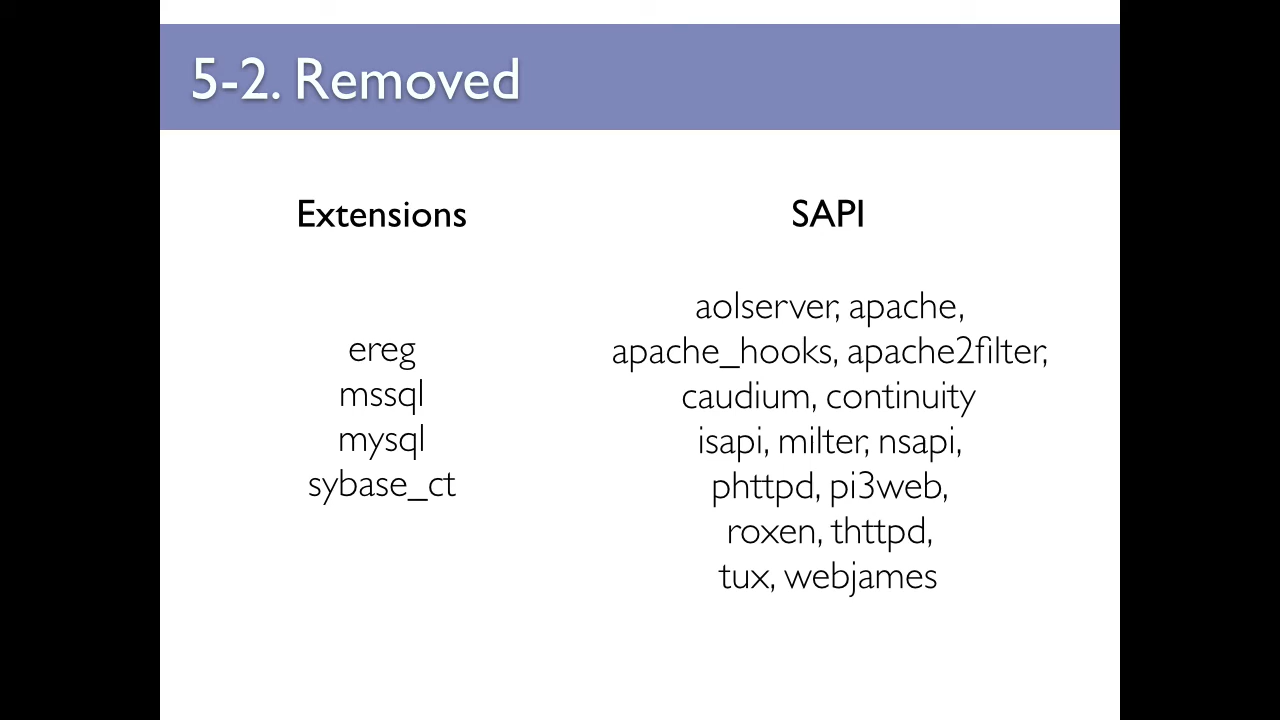 5-2. Removed
Extensions
ereg
mssql
mysql
sybase_ct
SAPI
aolserver, apache,
apache_hooks, apache2filter,
caudium, continuity
isapi, milter, nsapi,
phttpd, pi3web,
roxen, thttpd,
tux, webjames